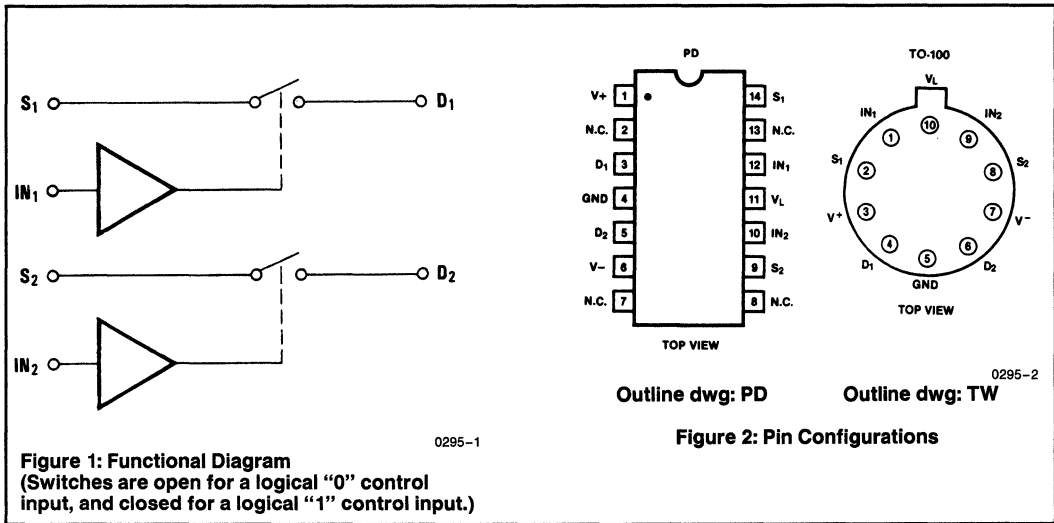 S1 D1
IN1
S2 D2
IN2
0295-1
Figure 1: Functional Diagram
(Switches are open for a logical “0” control
input, and closed for a logical “1” control input.)
PD
V+ 1 14 S1
N.C. 2 13 N.C.
D1 3 12 IN1
GND 4 11 VL
D2 5 10 IN2
V− 6 9 S2
N.C. 7 8 N.C.
TOP VIEW
Outline dwg: PD
TO-100
VL
10
IN1 1 9 IN2
S1 2 8 S2
V+ 3 7 V−
D1 4 6 D2
5
GND
TOP VIEW
0295-2
Outline dwg: TW
Figure 2: Pin Configurations